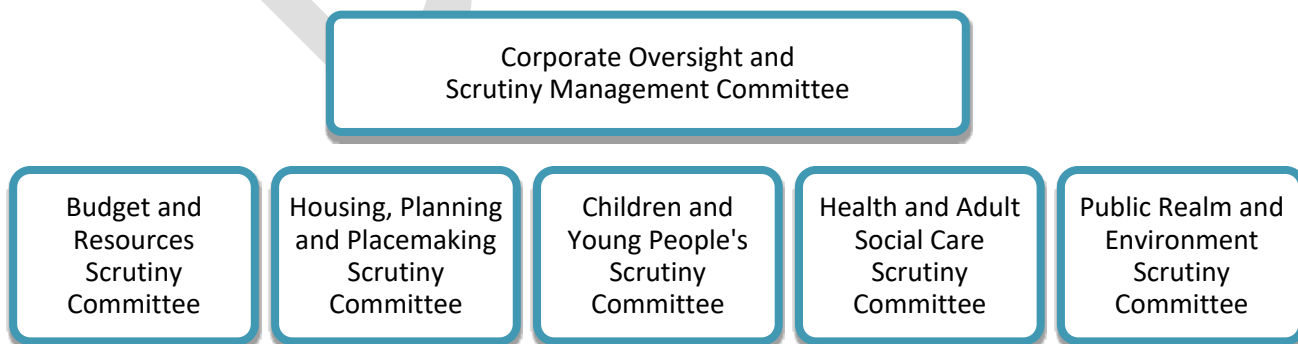 Corporate Oversight and
Scrutiny Management Committee
Budget and
Resources
Scrutiny
Committee
Housing, Planning
and Placemaking
Scrutiny
Committee
Children and
Young People's
Scrutiny
Committee
Health and Adult
Social Care
Scrutiny
Committee
Public Realm and
Environment
Scrutiny
Committee